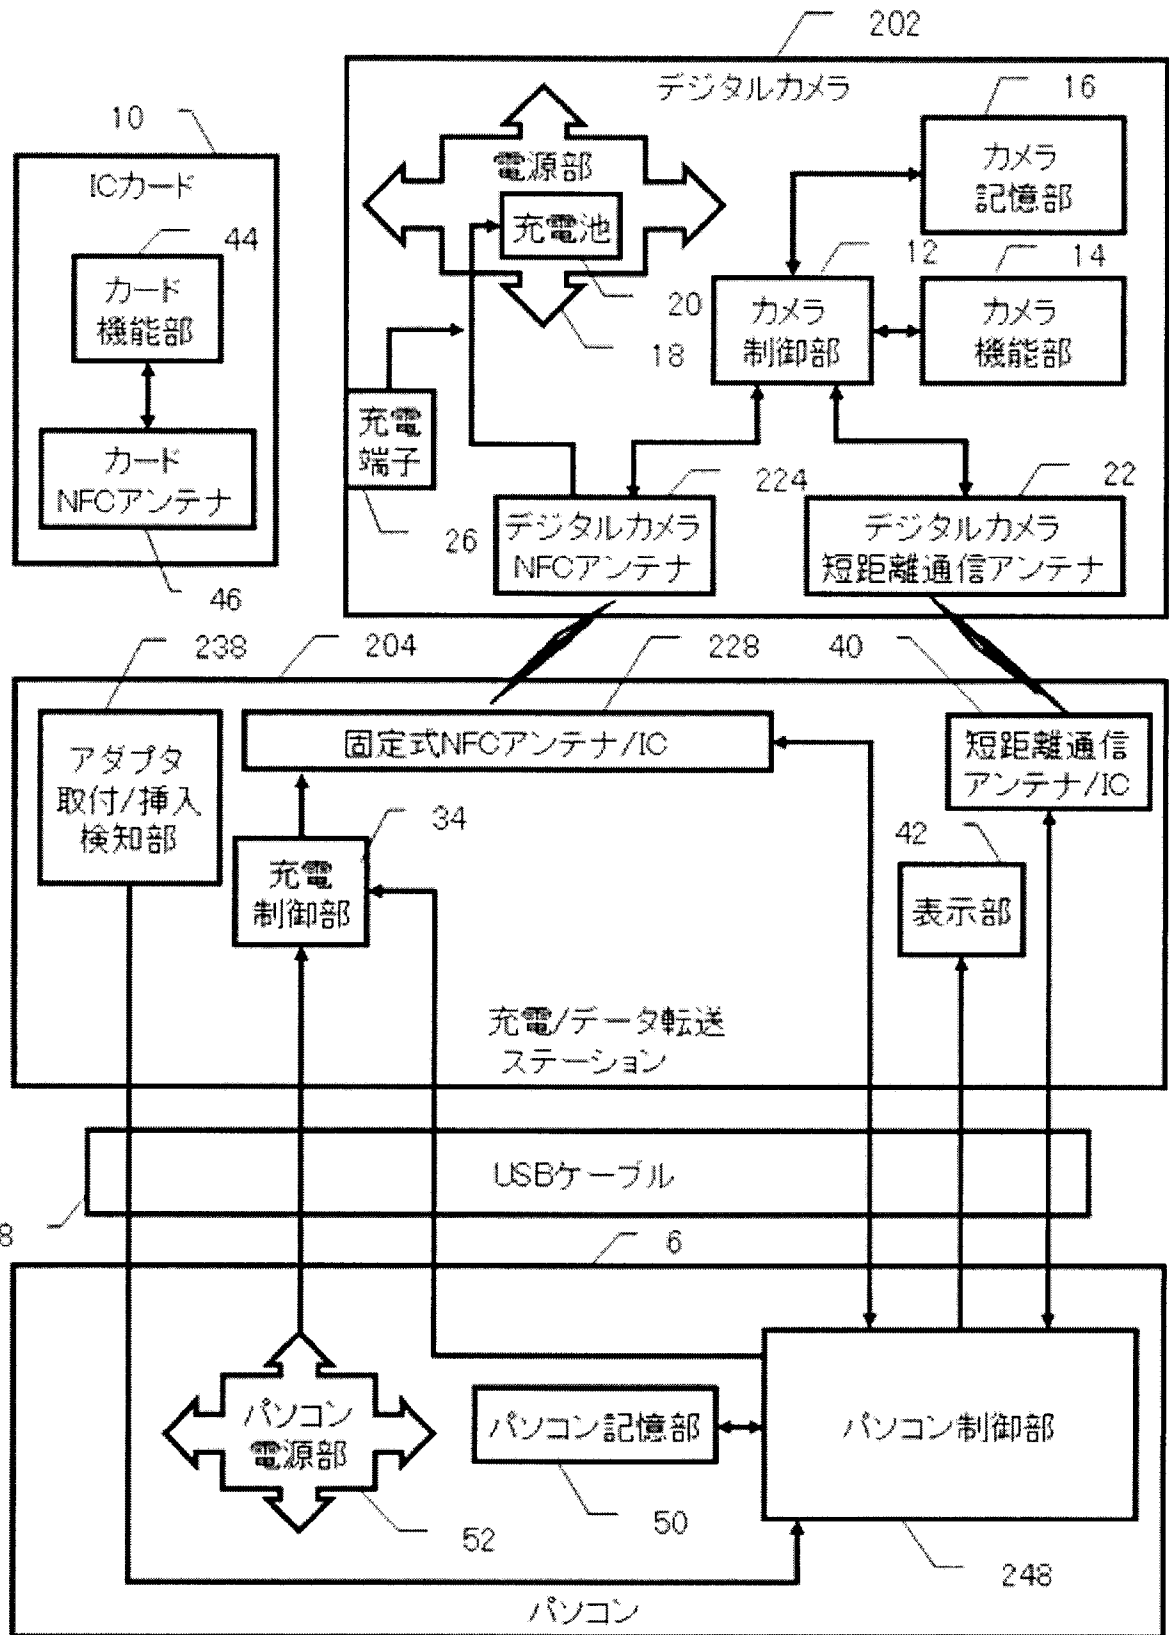 202
デジタルカメラ
16
カメラ
記憶部
10
ICカード
電源部
充電池
44
カード
機能部
12
14
20
カメラ
制御部
カメラ
機能部
18
充電
端子
カード
NFCアンテナ
224
22
26
デジタルカメラ
NFCアンテナ
デジタルカメラ
短距離通信アンテナ
46
238
204
228
40
固定式NFCアンテナ/IC
短距離通信
アンテナ/IC
アダプタ
取付/挿入
検知部
34
42
充電
制御部
表示部
充電/データ転送
ステーション
USBケーブル
8
6
パソコン
電源部
パソコン記憶部
パソコン制御部
52
50
248
パソコン